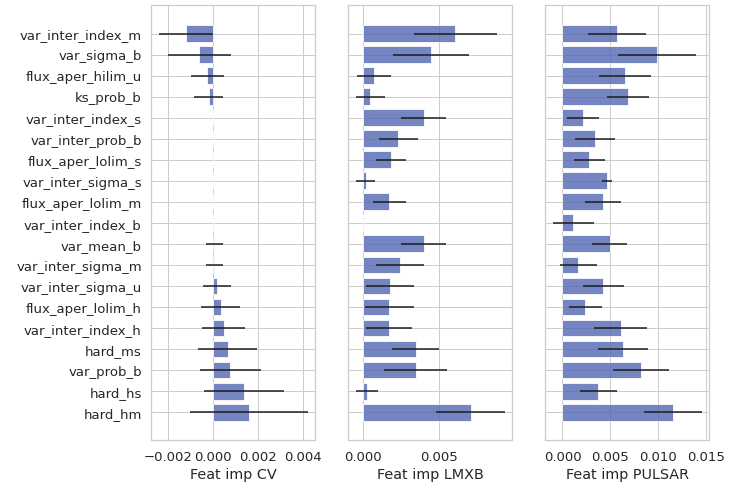 var_inter_index_m
var_sigma_b
flux_aper_hilim_u
ks_prob_b
var_inter_index_s
var_inter_prob_b
flux_aper_lolim_s
var_inter_sigma_s
flux_aper_lolim_m
var_inter_index_b
var_mean_b
var_inter_sigma_m
var_inter_sigma_u
flux_aper_lolim_h
var_inter_index_h
hard_ms
var_prob_b
hard_hs
hard_hm
−0.002 0.000 0.002 0.004
Feat imp CV
0.000 0.005
Feat imp LMXB
0.000 0.005 0.010 0.015
Feat imp PULSAR